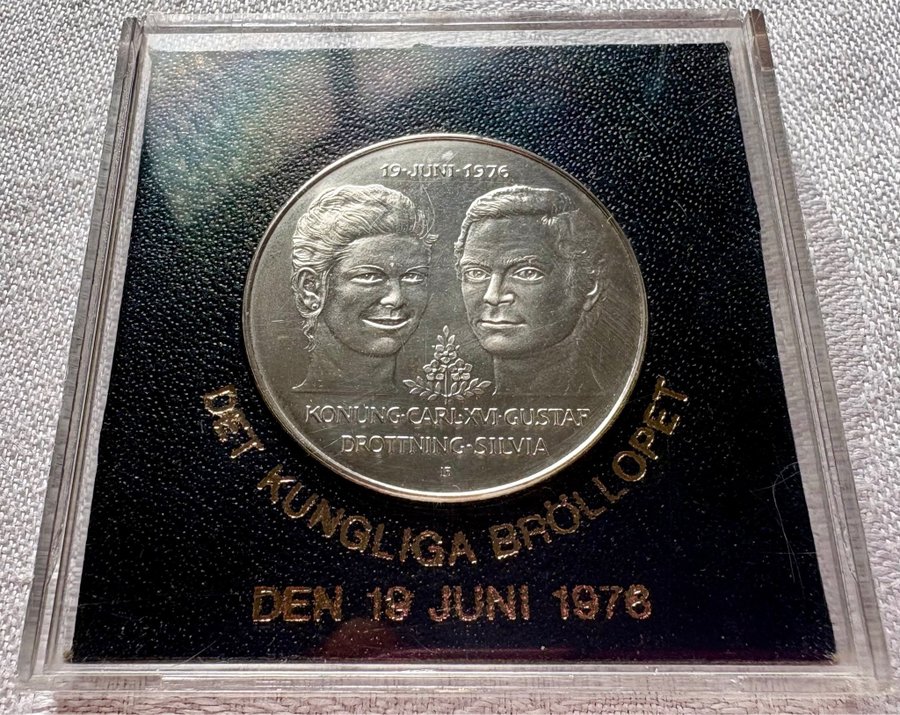 19·JUNI·1976
KONUNG·CARL·XVI·GUSTAF
DROTTNING·SILVIA
DET KUNGLIGA BRÖLLOPET
DEN 19 JUNI 1976